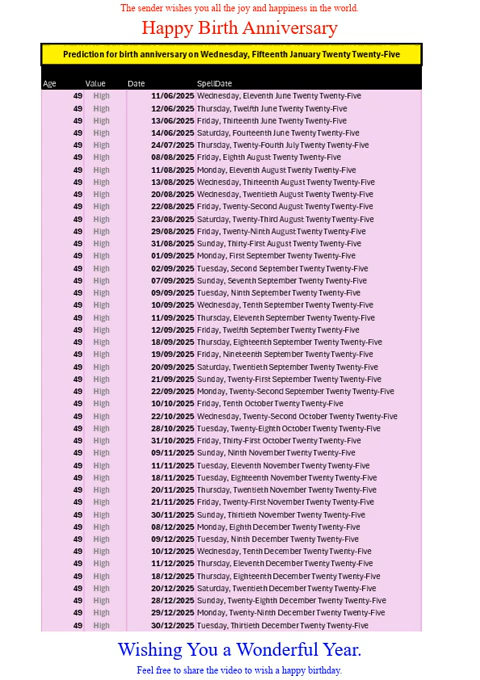 The sender wishes you all the joy and happiness in the world.
Happy Birth Anniversary
Prediction for birth anniversary on Wednesday, Fifteenth January Twenty Twenty-Five
Age Value Date SpellDate
49 High 11/06/2025 Wednesday, Eleventh June Twenty Twenty-Five
49 High 12/06/2025 Thursday, Twelfth June Twenty Twenty-Five
49 High 13/06/2025 Friday, Thirteenth June Twenty Twenty-Five
49 High 14/06/2025 Saturday, Fourteenth June Twenty Twenty-Five
49 High 24/07/2025 Thursday, Twenty-Fourth July Twenty Twenty-Five
49 High 08/08/2025 Friday, Eighth August Twenty Twenty-Five
49 High 11/08/2025 Monday, Eleventh August Twenty Twenty-Five
49 High 13/08/2025 Wednesday, Thirteenth August Twenty Twenty-Five
49 High 20/08/2025 Wednesday, Twentieth August Twenty Twenty-Five
49 High 22/08/2025 Friday, Twenty-Second August Twenty Twenty-Five
49 High 23/08/2025 Saturday, Twenty-Third August Twenty Twenty-Five
49 High 29/08/2025 Friday, Twenty-Ninth August Twenty Twenty-Five
49 High 31/08/2025 Sunday, Thirty-First August Twenty Twenty-Five
49 High 01/09/2025 Monday, First September Twenty Twenty-Five
49 High 02/09/2025 Tuesday, Second September Twenty Twenty-Five
49 High 07/09/2025 Sunday, Seventh September Twenty Twenty-Five
49 High 09/09/2025 Tuesday, Ninth September Twenty Twenty-Five
49 High 10/09/2025 Wednesday, Tenth September Twenty Twenty-Five
49 High 11/09/2025 Thursday, Eleventh September Twenty Twenty-Five
49 High 12/09/2025 Friday, Twelfth September Twenty Twenty-Five
49 High 18/09/2025 Thursday, Eighteenth September Twenty Twenty-Five
49 High 19/09/2025 Friday, Nineteenth September Twenty Twenty-Five
49 High 20/09/2025 Saturday, Twentieth September Twenty Twenty-Five
49 High 21/09/2025 Sunday, Twenty-First September Twenty Twenty-Five
49 High 22/09/2025 Monday, Twenty-Second September Twenty Twenty-Five
49 High 10/10/2025 Friday, Tenth October Twenty Twenty-Five
49 High 22/10/2025 Wednesday, Twenty-Second October Twenty Twenty-Five
49 High 28/10/2025 Tuesday, Twenty-Eighth October Twenty Twenty-Five
49 High 31/10/2025 Friday, Thirty-First October Twenty Twenty-Five
49 High 09/11/2025 Sunday, Ninth November Twenty Twenty-Five
49 High 11/11/2025 Tuesday, Eleventh November Twenty Twenty-Five
49 High 18/11/2025 Tuesday, Eighteenth November Twenty Twenty-Five
49 High 20/11/2025 Thursday, Twentieth November Twenty Twenty-Five
49 High 21/11/2025 Friday, Twenty-First November Twenty Twenty-Five
49 High 30/11/2025 Sunday, Thirtieth November Twenty Twenty-Five
49 High 08/12/2025 Monday, Eighth December Twenty Twenty-Five
49 High 09/12/2025 Tuesday, Ninth December Twenty Twenty-Five
49 High 10/12/2025 Wednesday, Tenth December Twenty Twenty-Five
49 High 11/12/2025 Thursday, Eleventh December Twenty Twenty-Five
49 High 18/12/2025 Thursday, Eighteenth December Twenty Twenty-Five
49 High 20/12/2025 Saturday, Twentieth December Twenty Twenty-Five
49 High 28/12/2025 Sunday, Twenty-Eighth December Twenty Twenty-Five
49 High 29/12/2025 Monday, Twenty-Ninth December Twenty Twenty-Five
49 High 30/12/2025 Tuesday, Thirtieth December Twenty Twenty-Five
Wishing You a Wonderful Year.
Feel free to share the video to wish a happy birthday.